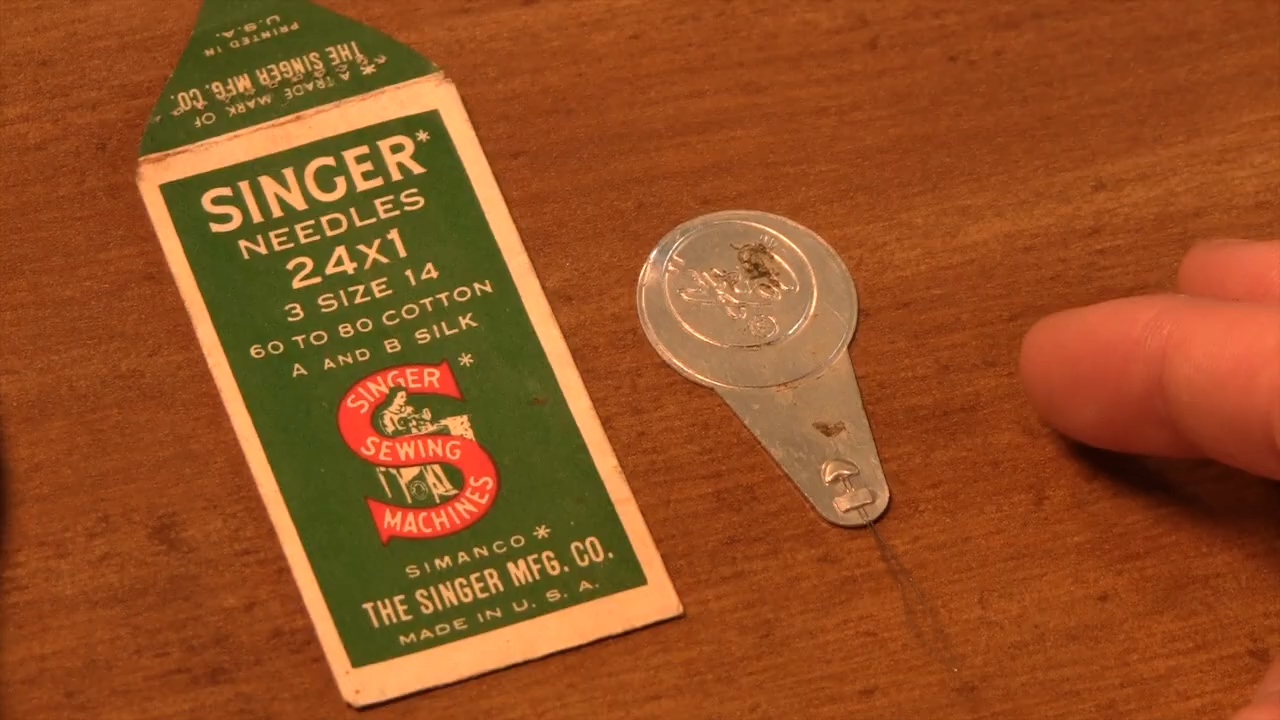 PRINTED IN
U.S.A.
* A TRADE MARK OF
THE SINGER MFG. CO.
SINGER*
NEEDLES
24X1
3 SIZE 14
60 TO 80 COTTON
A AND B SILK
SINGER *
SEWING
MACHINES
SIMANCO *
THE SINGER MFG. CO.
MADE IN U. S. A.